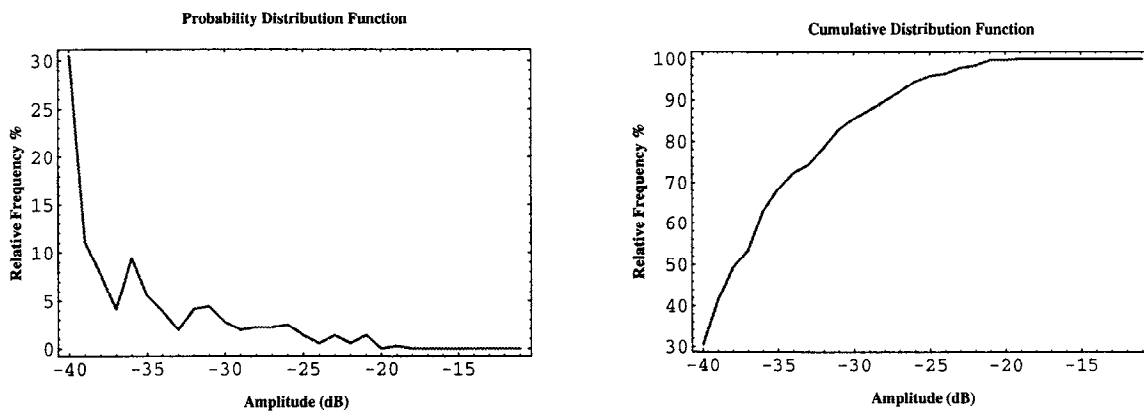 Probability Distribution Function
30
25
20
15
10
5
0
Relative Frequency %
-40 -35 -30 -25 -20 -15
Amplitude (dB)
Cumulative Distribution Function
100
90
80
70
60
50
40
30
Relative Frequency %
-40 -35 -30 -25 -20 -15
Amplitude (dB)